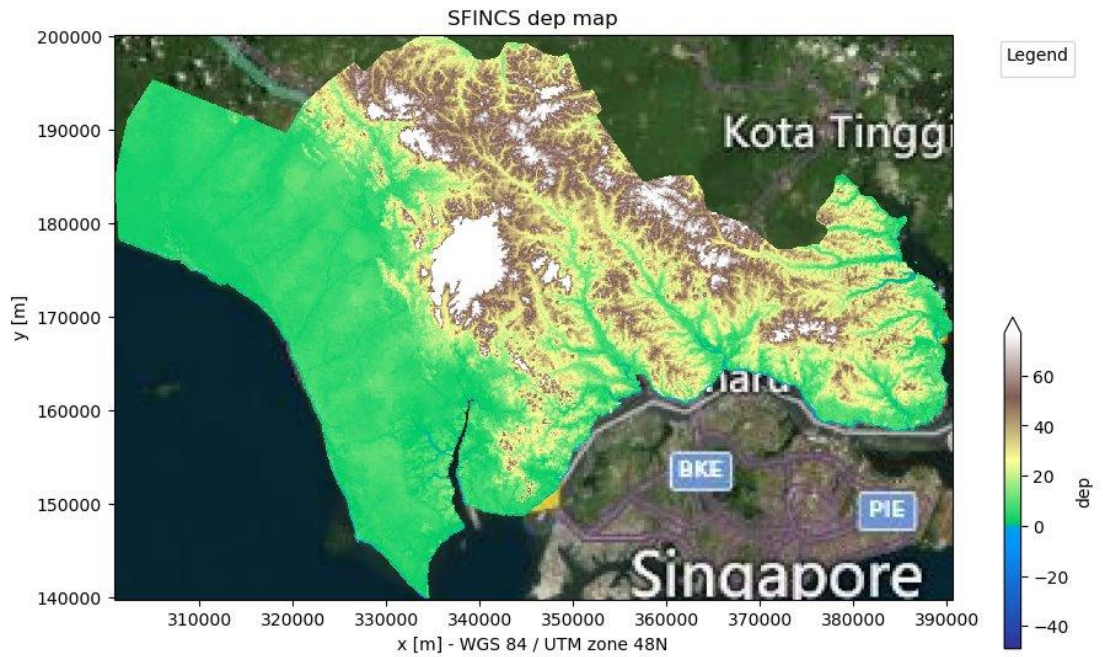 SFINCS dep map
200000
190000
180000
170000
160000
150000
140000
y [m]
310000
320000
330000
340000
350000
360000
370000
380000
390000
x [m] - WGS 84 / UTM zone 48N
Kota Tinggi
BKE
PIE
Singapore
Legend
60
40
20
0
−20
−40
dep